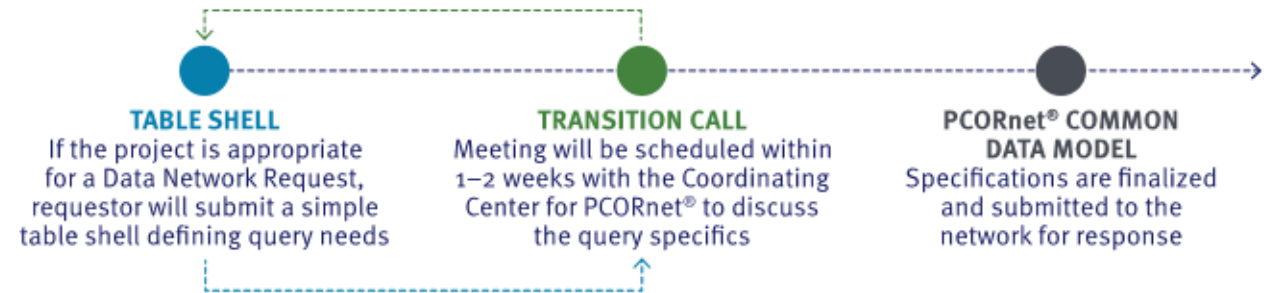 TABLE SHELL
If the project is appropriate
for a Data Network Request,
requestor will submit a simple
table shell defining query needs
TRANSITION CALL
Meeting will be scheduled within
1–2 weeks with the Coordinating
Center for PCORnet® to discuss
the query specifics
PCORnet® COMMON
DATA MODEL
Specifications are finalized
and submitted to the
network for response